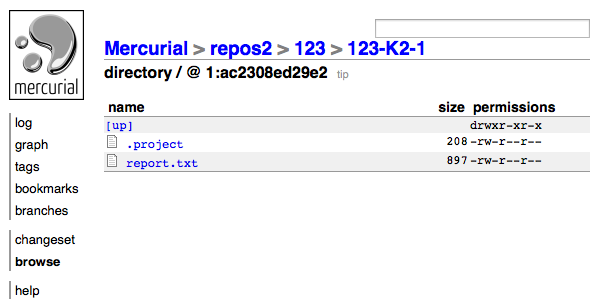 mercurial
Mercurial > repos2 > 123 > 123-K2-1
directory / @ 1:ac2308ed29e2 tip
log
graph
tags
bookmarks
branches
changeset
browse
help
name size permissions
[up] drwxr-xr-x
.project 208 -rw-r--r--
report.txt 897 -rw-r--r--